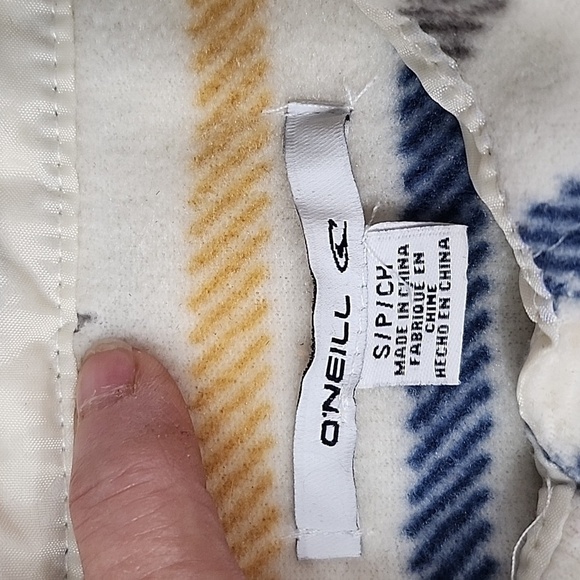 O'NEILL
S/P/CH
MADE IN CHINA
FABRIQUÉ EN
CHINE
HECHO EN CHINA